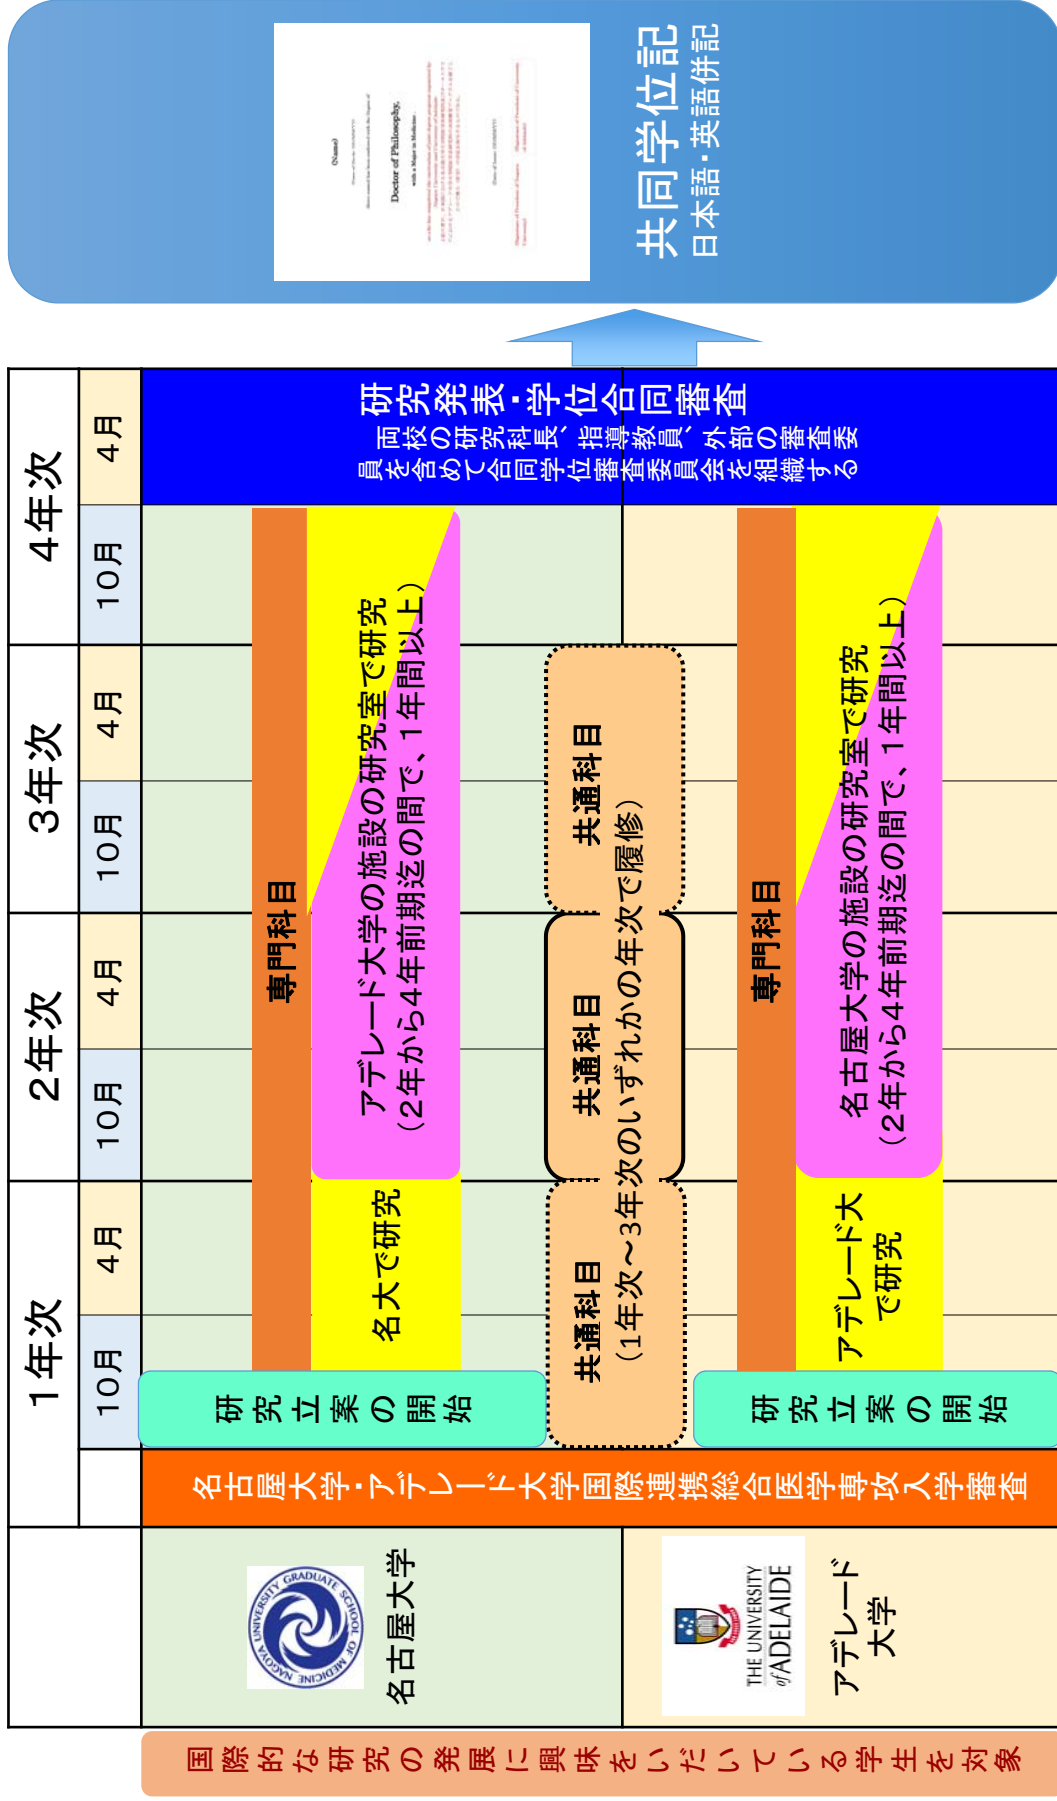 国際的な研究の発展に興味をいだいている学生を対象
1年次
2年次
3年次
4年次
10月
4月
10月
4月
10月
4月
10月
4月
NAGOYA UNIVERSITY GRADUATE SCHOOL OF MEDICINE
名古屋大学
THE UNIVERSITY
of ADELAIDE
アデレード
大学
名古屋大学・アデレード大学国際連携総合医学専攻入学審査
研究立案の開始
専門科目
名大で研究
アデレード大学の施設の研究室で研究
（2年から4年前期迄の間で、1年間以上）
共通科目
共通科目
共通科目
（1年次～3年次のいずれかの年次で履修）
研究立案の開始
専門科目
アデレード大
で研究
名古屋大学の施設の研究室で研究
（2年から4年前期迄の間で、1年間以上）
研究発表・学位合同審査
両校の研究科長、指導教員、外部の審査委
員を含めて合同学位審査委員会を組織する
(Name)
Doctor of Philosophy,
with a Major in Medicine
共同学位記
日本語・英語併記